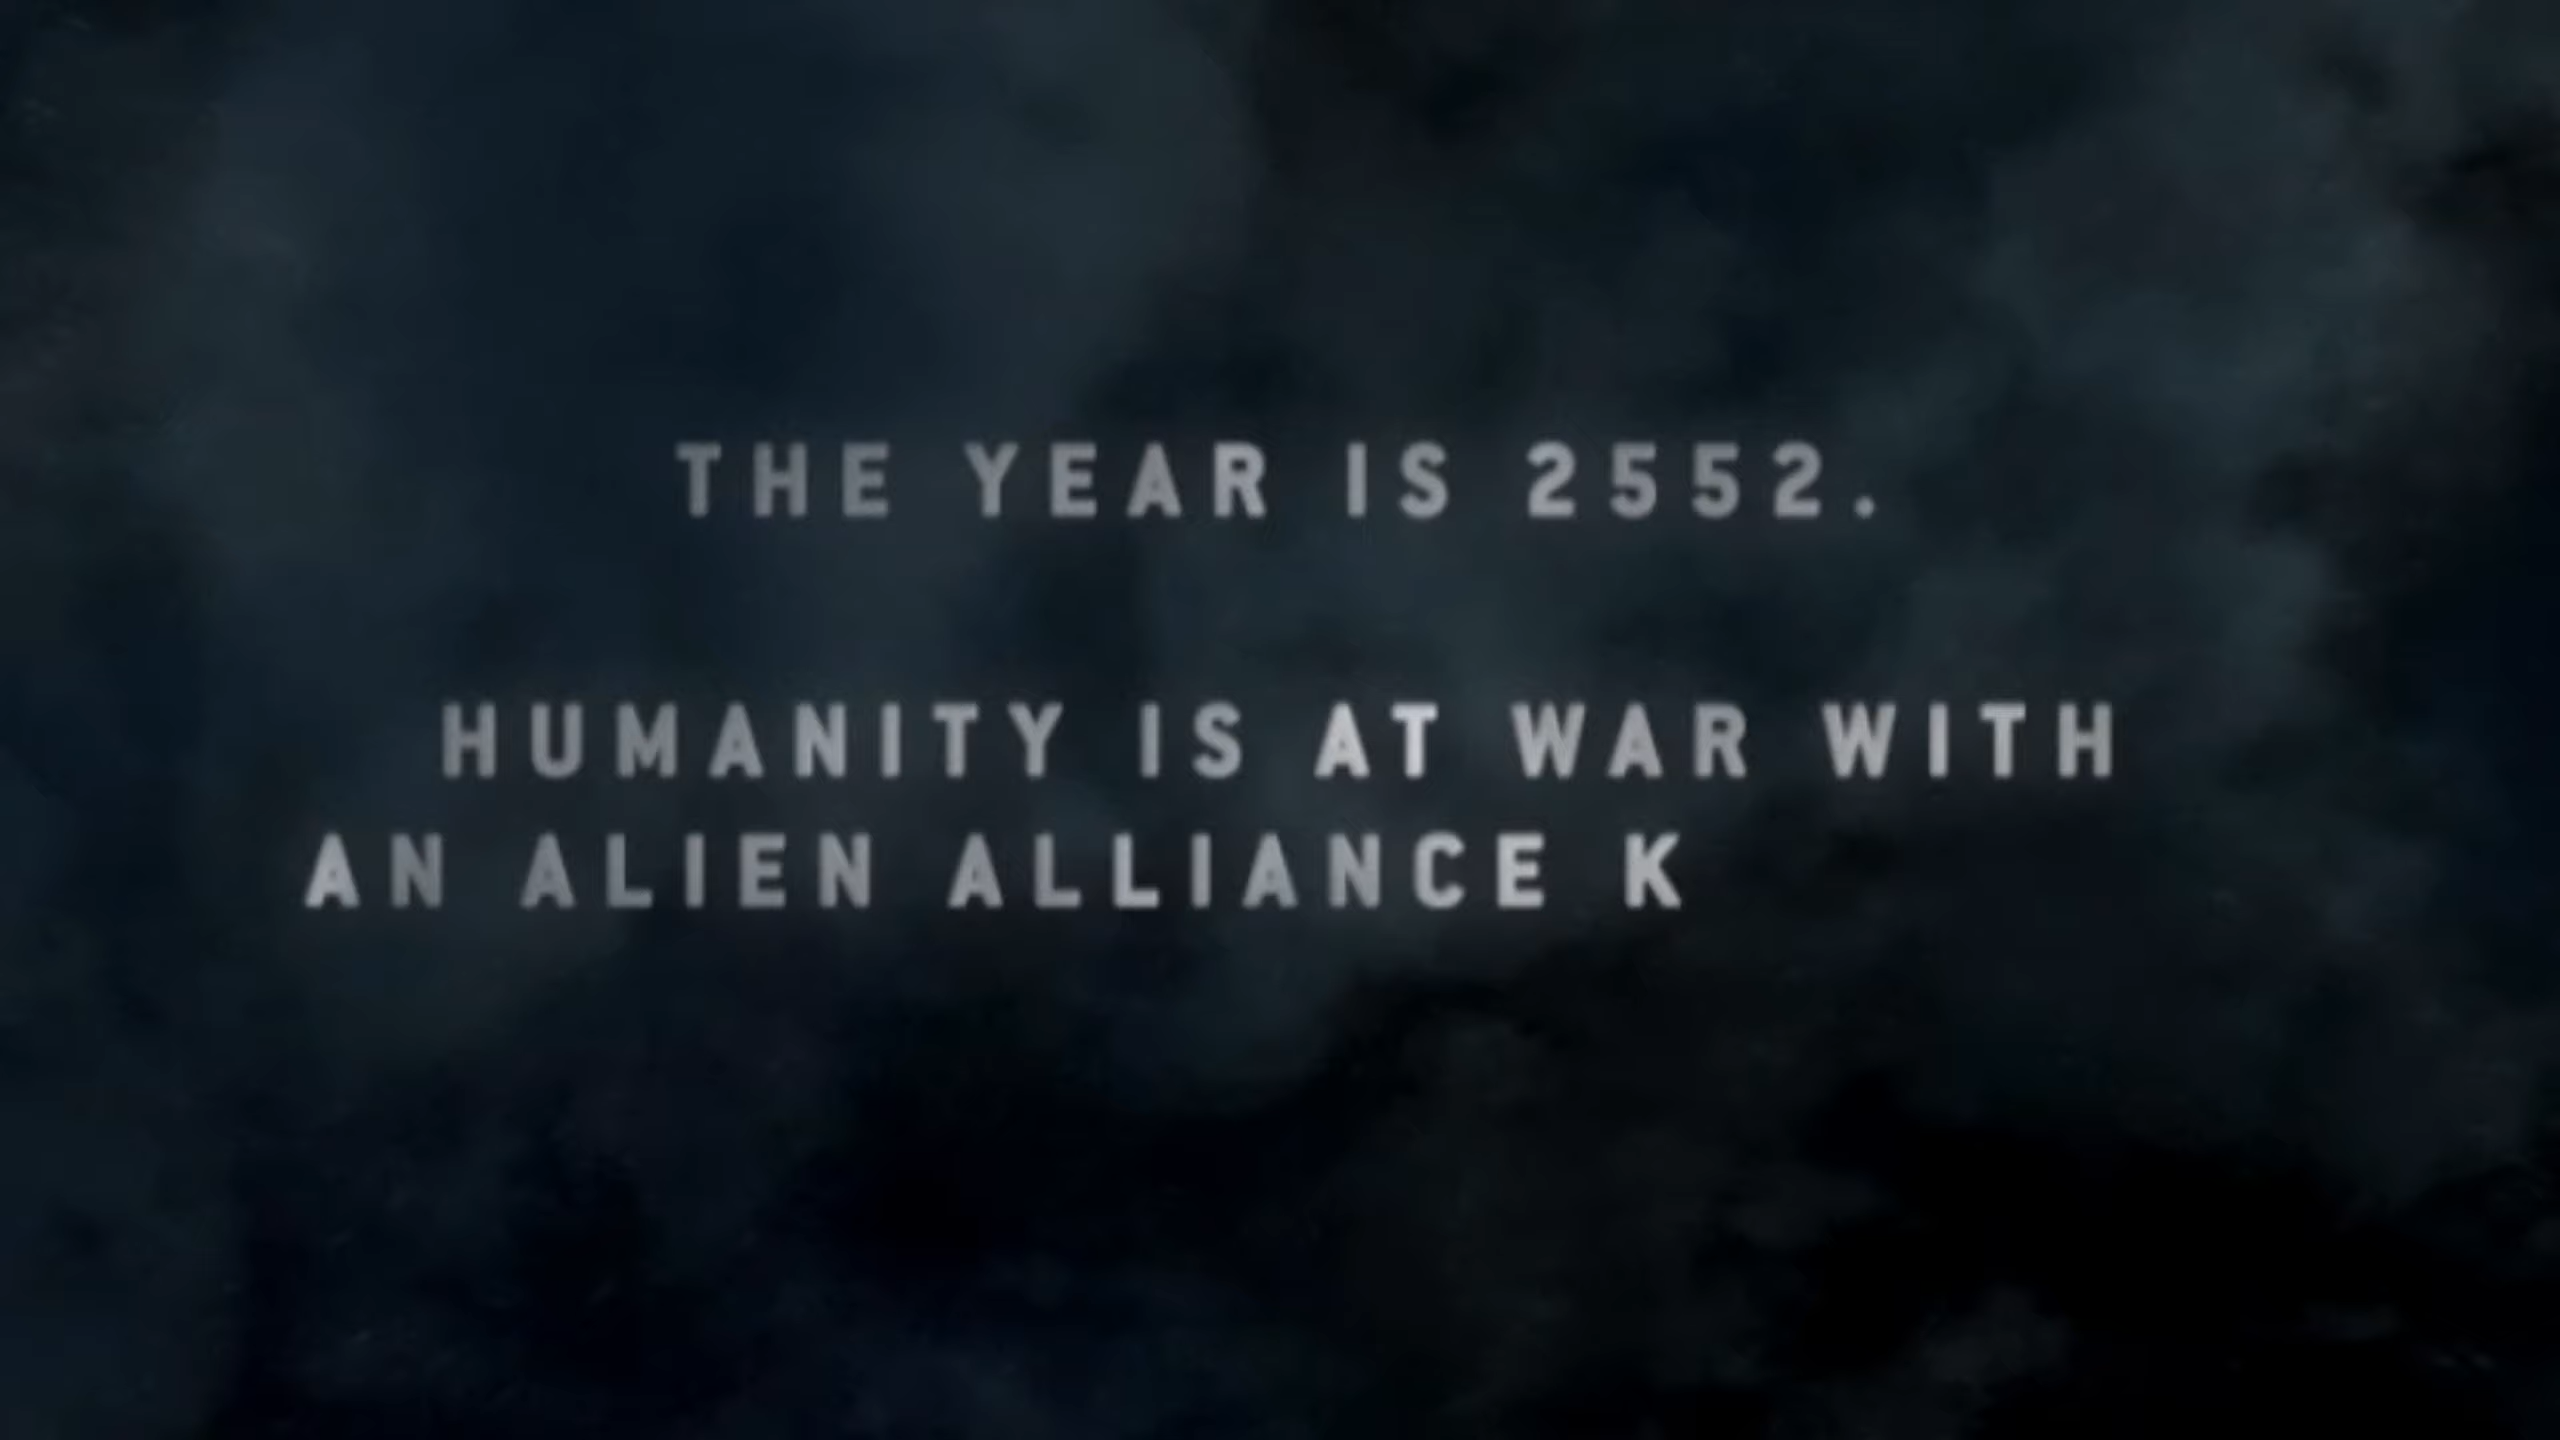 THE YEAR IS 2552.
HUMANITY IS AT WAR WITH
AN ALIEN ALLIANCE K